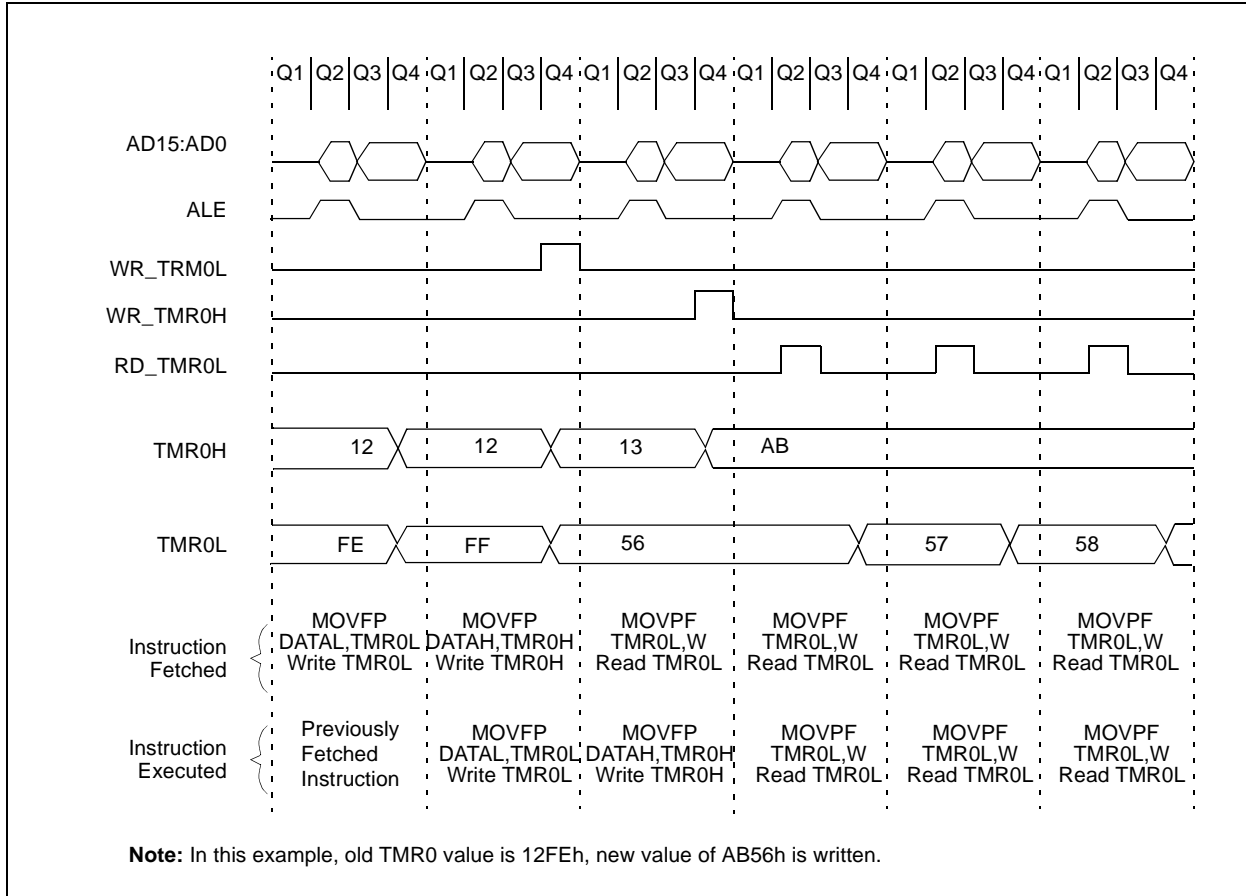 Q1 Q2 Q3 Q4 Q1 Q2 Q3 Q4 Q1 Q2 Q3 Q4 Q1 Q2 Q3 Q4 Q1 Q2 Q3 Q4 Q1 Q2 Q3 Q4
AD15:AD0
ALE
WR_TRM0L
WR_TMR0H
RD_TMR0L
TMR0H 12 12 13 AB
TMR0L FE FF 56 57 58
MOVFP MOVFP MOVPF MOVPF MOVPF MOVPF
Instruction DATAL,TMR0L DATAH,TMR0H TMR0L,W TMR0L,W TMR0L,W TMR0L,W
Fetched Write TMR0L Write TMR0H Read TMR0L Read TMR0L Read TMR0L Read TMR0L
Previously MOVFP MOVFP MOVPF MOVPF MOVPF
Instruction Fetched DATAL,TMR0L DATAH,TMR0H TMR0L,W TMR0L,W TMR0L,W
Executed Instruction Write TMR0L Write TMR0H Read TMR0L Read TMR0L Read TMR0L
Note: In this example, old TMR0 value is 12FEh, new value of AB56h is written.